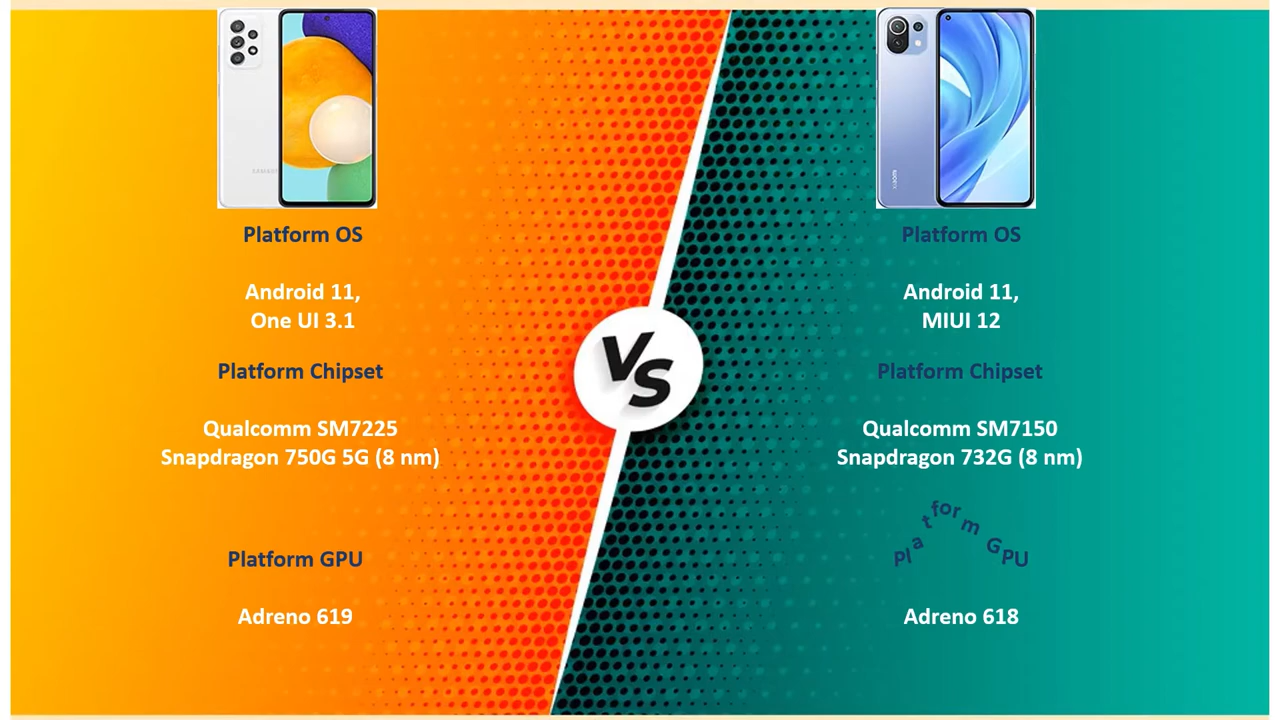 SAMSUNG
Platform OS
Android 11,
One UI 3.1
Platform Chipset
Qualcomm SM7225
Snapdragon 750G 5G (8 nm)
Platform GPU
Adreno 619
VS
XIAOMI
Platform OS
Android 11,
MIUI 12
Platform Chipset
Qualcomm SM7150
Snapdragon 732G (8 nm)
Platform GPU
Adreno 618